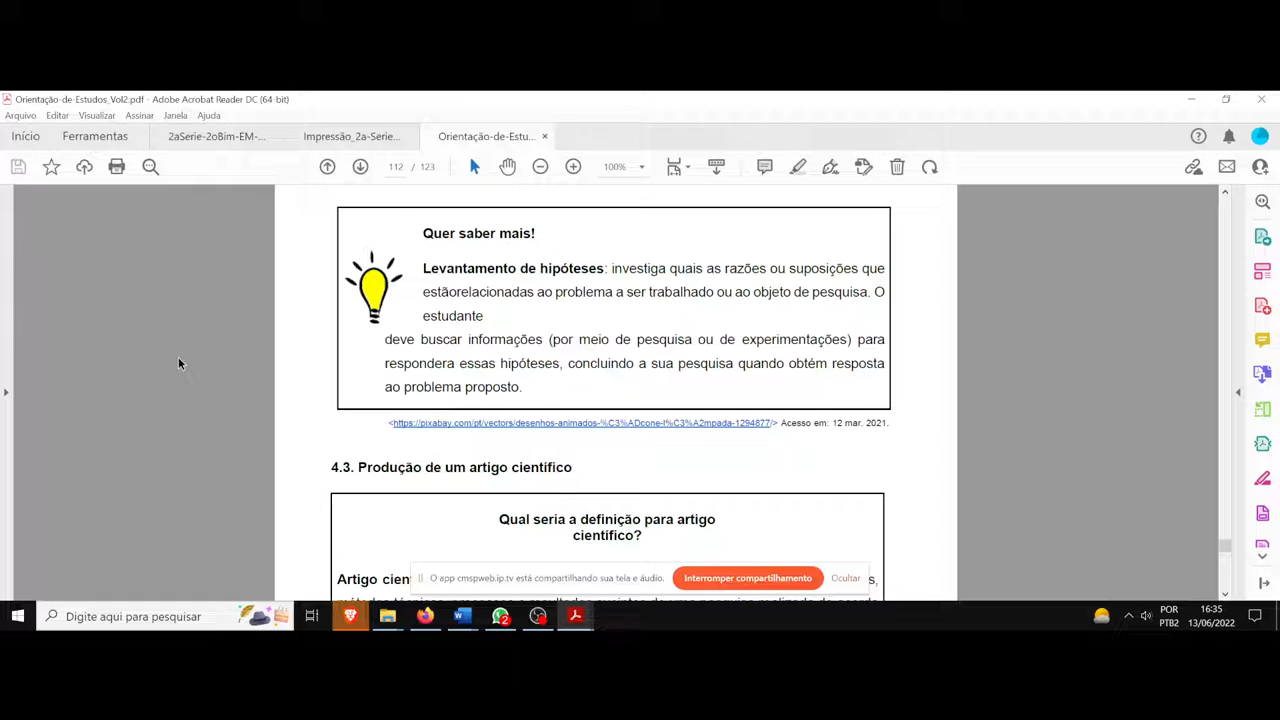 Orientação-de-Estudos_Vol2.pdf - Adobe Acrobat Reader DC (64-bit)
Arquivo Editar Visualizar Assinar Janela Ajuda
Início Ferramentas 2aSerie-2oBim-EM-... Impressão_2a-Serie... Orientação-de-Estu... ×
112 / 123 100%
Quer saber mais!
Levantamento de hipóteses: investiga quais as razões ou suposições que
estãorelacionadas ao problema a ser trabalhado ou ao objeto de pesquisa. O
estudante
deve buscar informações (por meio de pesquisa ou de experimentações) para
respondera essas hipóteses, concluindo a sua pesquisa quando obtém resposta
ao problema proposto.
<https://pixabay.com/pt/vectors/desenhos-animados-%C3%ADcone-l%C3%A2mpada-1294877/> Acesso em: 12 mar. 2021.
4.3. Produção de um artigo científico
Qual seria a definição para artigo
científico?
Artigo cien
O app cmspweb.ip.tv está compartilhando sua tela e áudio. Interromper compartilhamento Ocultar
s,
Digite aqui para pesquisar
2
POR
PTB2
16:35
13/06/2022